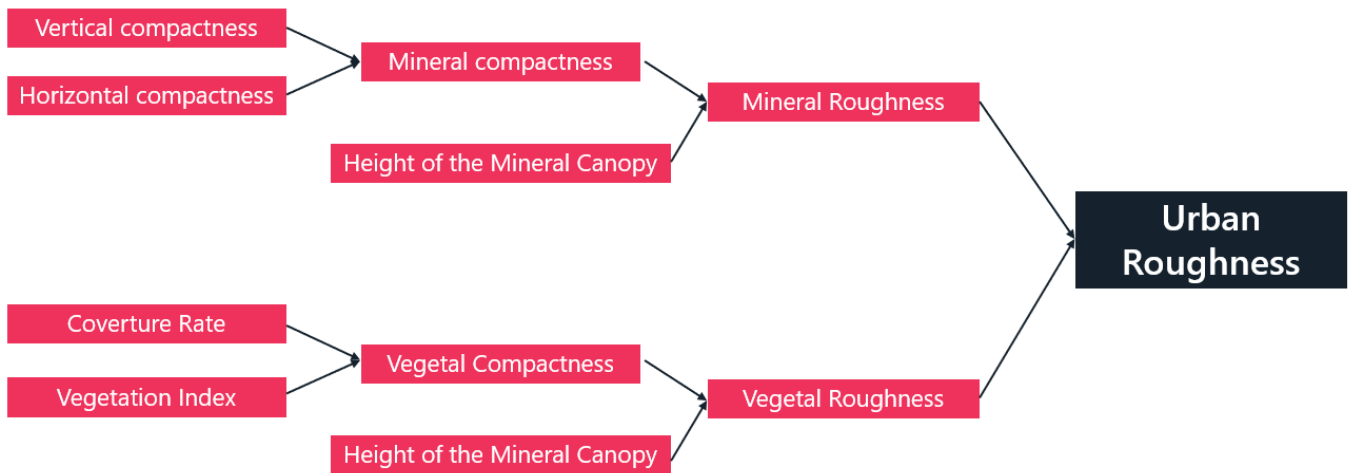 Vertical compactness
Horizontal compactness
Mineral compactness
Height of the Mineral Canopy
Mineral Roughness
Urban
Roughness
Coverture Rate
Vegetation Index
Vegetal Compactness
Height of the Mineral Canopy
Vegetal Roughness